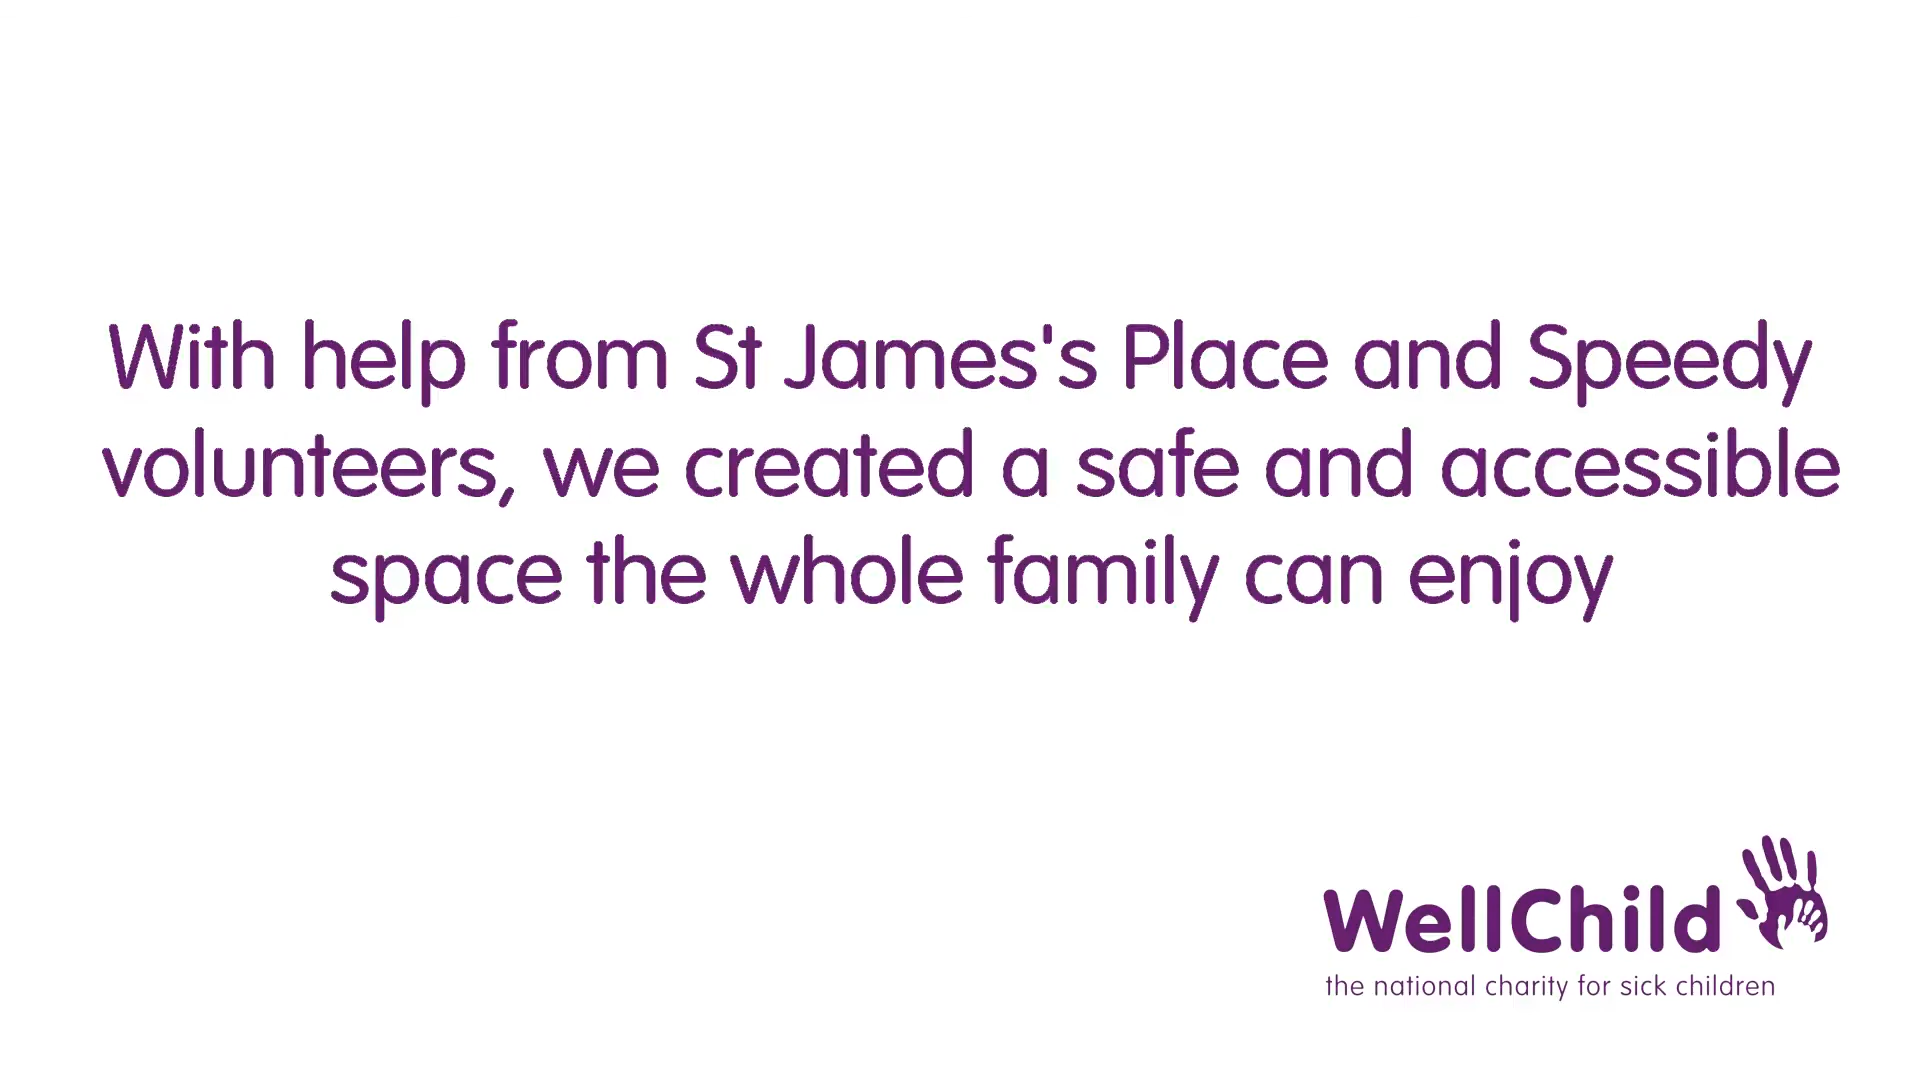 With help from St James's Place and Speedy
volunteers, we created a safe and accessible
space the whole family can enjoy
WellChild
the national charity for sick children